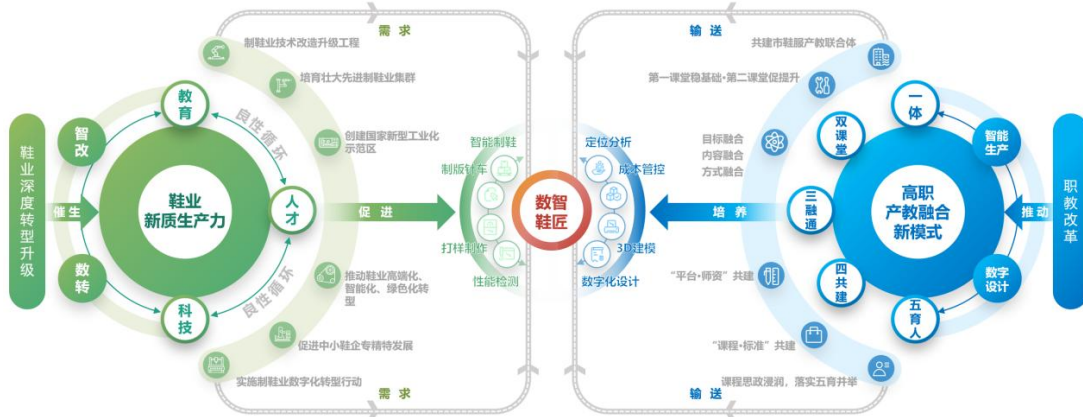 需 求
输 送
制鞋业技术改造升级工程
共建市鞋服产教联合体
培育壮大先进制鞋业集群
第一课堂稳基础·第二课堂促提升
教育
良性循环
一体
智改
创建国家新型工业化
示范区
智能制鞋
定位分析
目标融合
内容融合
方式融合
双课堂
智能
生产
制版针车
成本管控
鞋业深度转型升级
催生
鞋业
新质生产力
人才
促 进
数智
鞋匠
培 养
三融通
高职
产教融合
新模式
推动
职教改革
打样制作
3D建模
性能检测
数字化设计
数转
良性循环
推动鞋业高端化、
智能化、绿色化转
型
“平台·师资”共建
四共建
数字
设计
科技
五育人
促进中小鞋企专精特发展
“课程·标准”共建
实施制鞋业数字化转型行动
课程思政浸润，落实五育并举
需 求
输 送